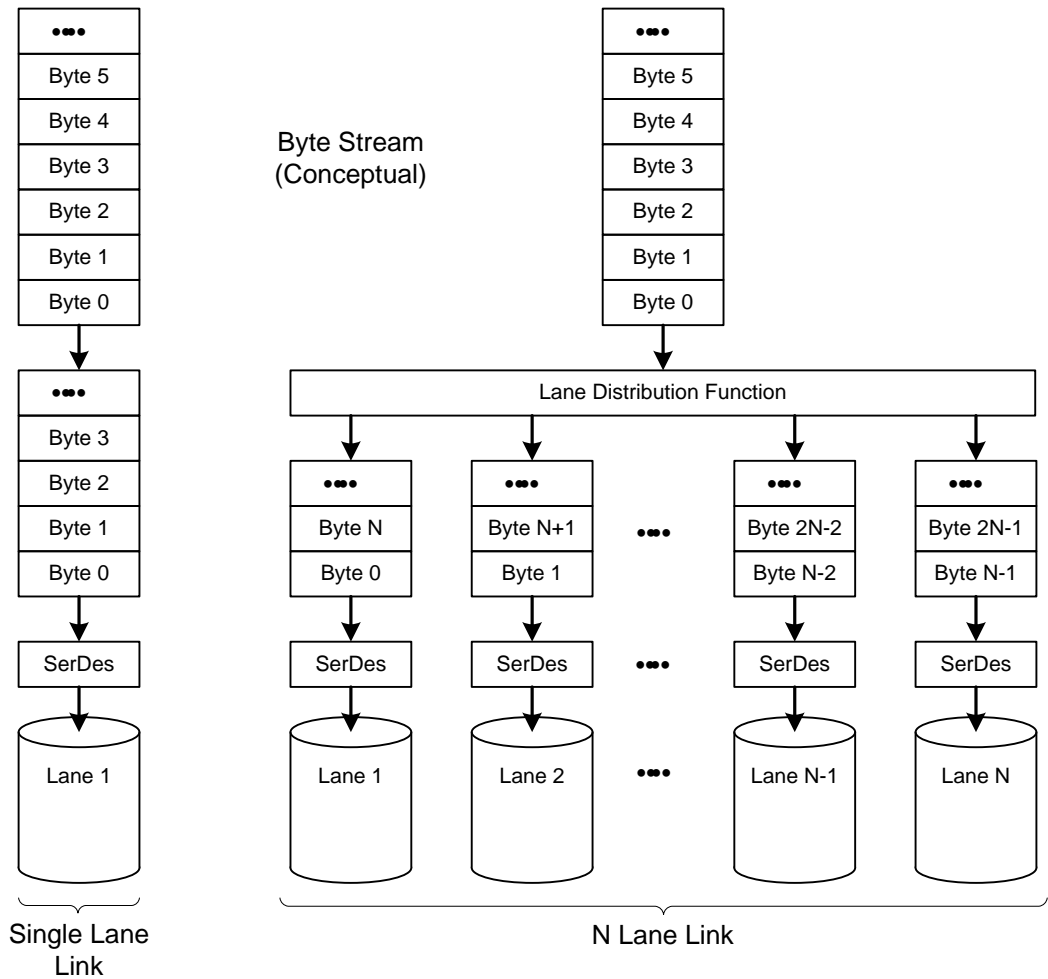 ••••
Byte 5
Byte 4
Byte 3
Byte 2
Byte 1
Byte 0
••••
Byte 3
Byte 2
Byte 1
Byte 0
SerDes
Lane 1
Single Lane
Link
Byte Stream
(Conceptual)
••••
Byte 5
Byte 4
Byte 3
Byte 2
Byte 1
Byte 0
Lane Distribution Function
•••• •••• •••• ••••
Byte N Byte N+1 •••• Byte 2N-2 Byte 2N-1
Byte 0 Byte 1 Byte N-2 Byte N-1
SerDes SerDes •••• SerDes SerDes
Lane 1 Lane 2 •••• Lane N-1 Lane N
N Lane Link